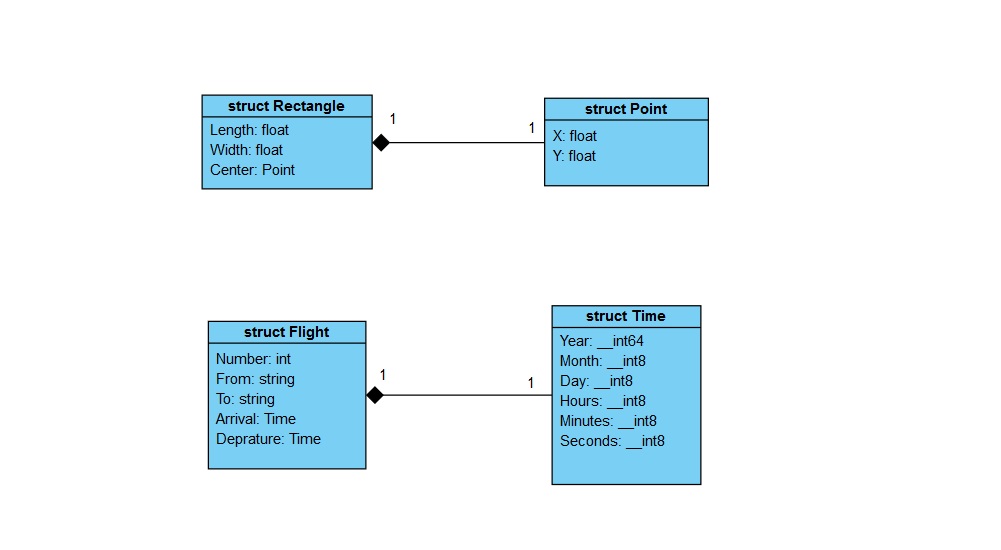 struct Rectangle
Length: float
Width: float
Center: Point
1
1
struct Point
X: float
Y: float
struct Flight
Number: int
From: string
To: string
Arrival: Time
Deprature: Time
1
1
struct Time
Year: __int64
Month: __int8
Day: __int8
Hours: __int8
Minutes: __int8
Seconds: __int8